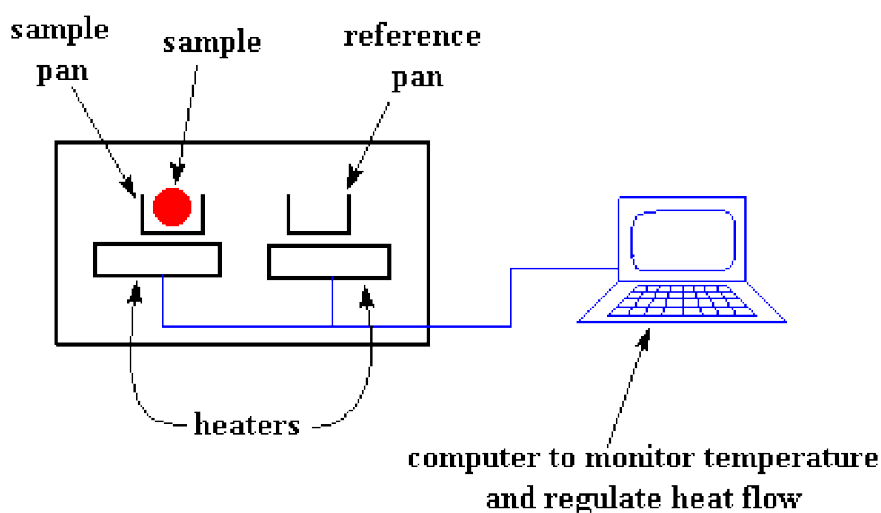 sample
pan
sample
reference
pan
heaters
computer to monitor temperature
and regulate heat flow